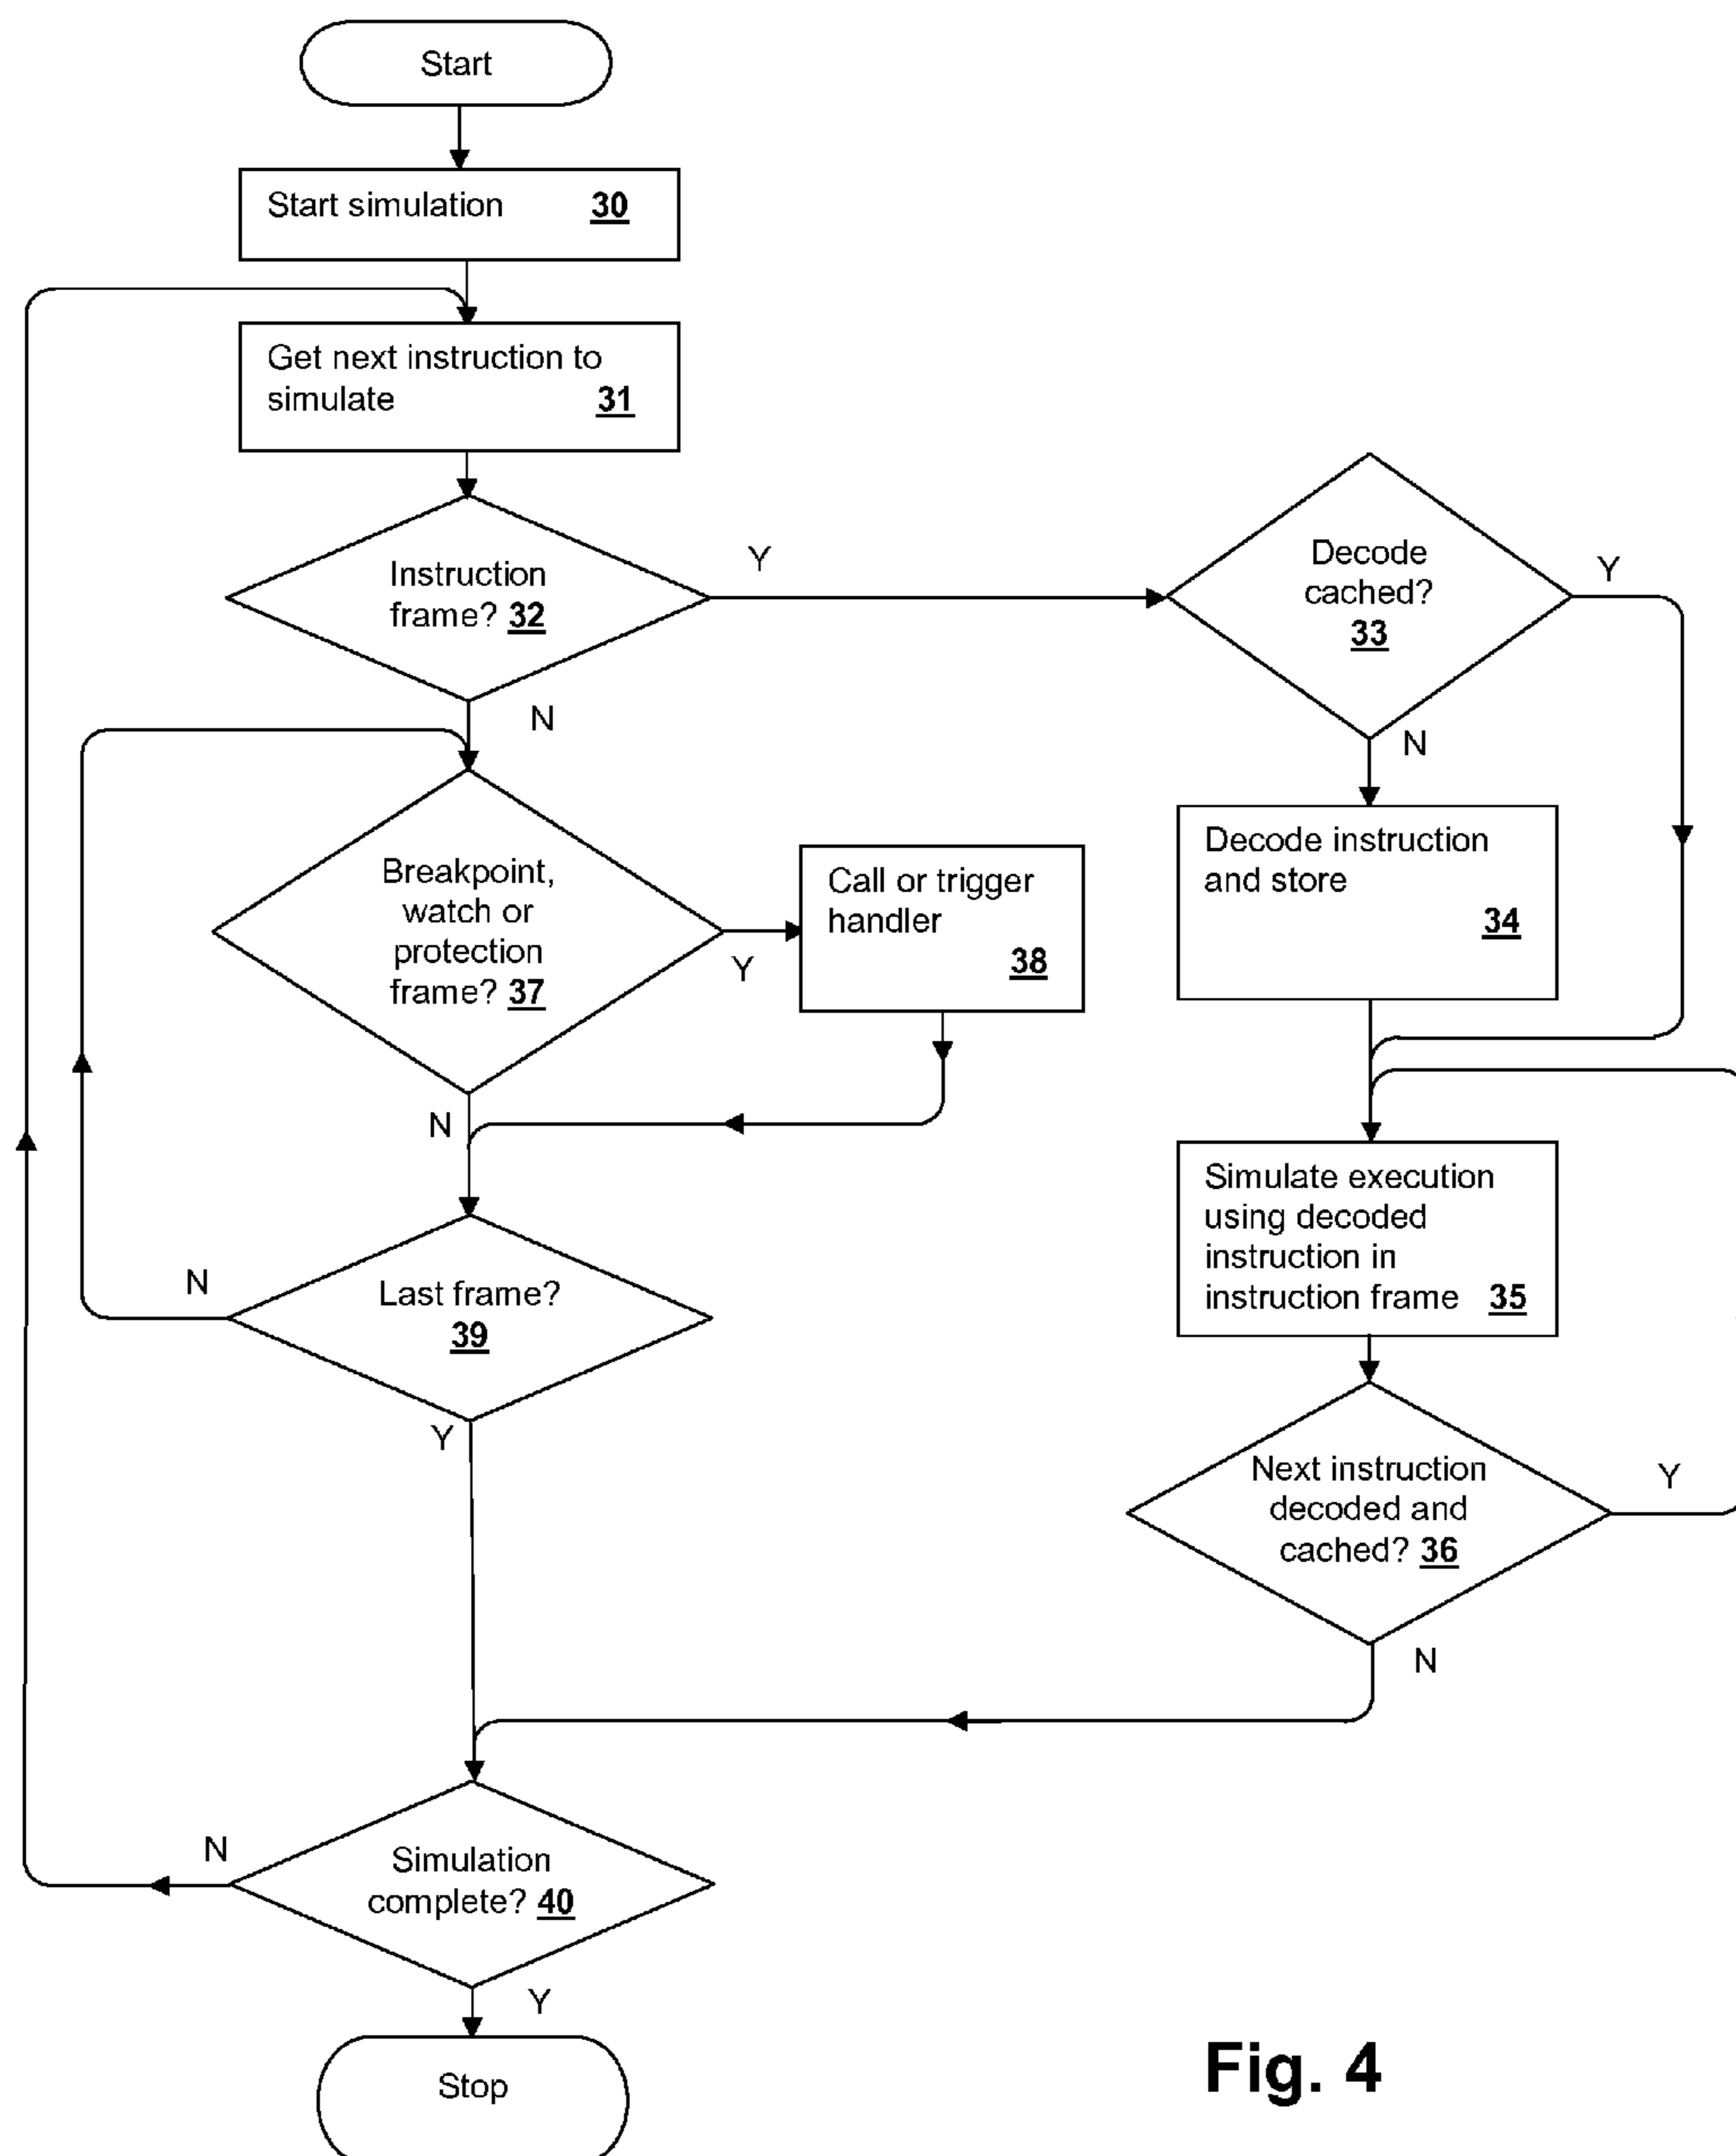 Start
Start simulation 30
Get next instruction to
simulate 31
Instruction
frame? 32
Y
N
Decode
cached?
33
Y
N
Decode instruction
and store
34
Breakpoint,
watch or
protection
frame? 37
Y
N
Call or trigger
handler
38
Simulate execution
using decoded
instruction in
instruction frame 35
Last frame?
39
N
Y
Next instruction
decoded and
cached? 36
Y
N
Simulation
complete? 40
N
Y
Stop
Fig. 4